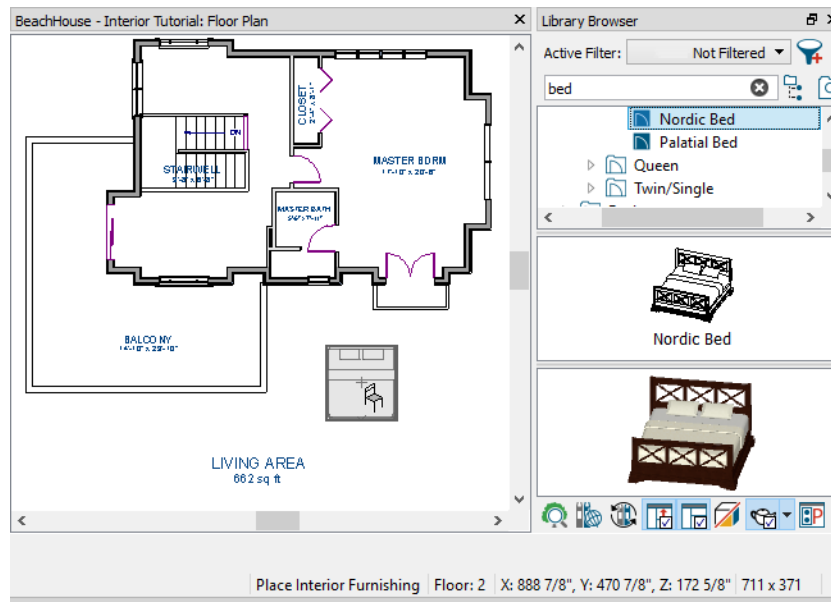 BeachHouse - Interior Tutorial: Floor Plan
Library Browser
Active Filter: Not Filtered
bed
Nordic Bed
Palatial Bed
Queen
Twin/Single
CLOSET
MASTER BDRM
STAIRWELL
DN
MASTER BATH
BALCONY
Nordic Bed
LIVING AREA
662 sq ft
Place Interior Furnishing Floor: 2 X: 888 7/8", Y: 470 7/8", Z: 172 5/8" 711 x 371